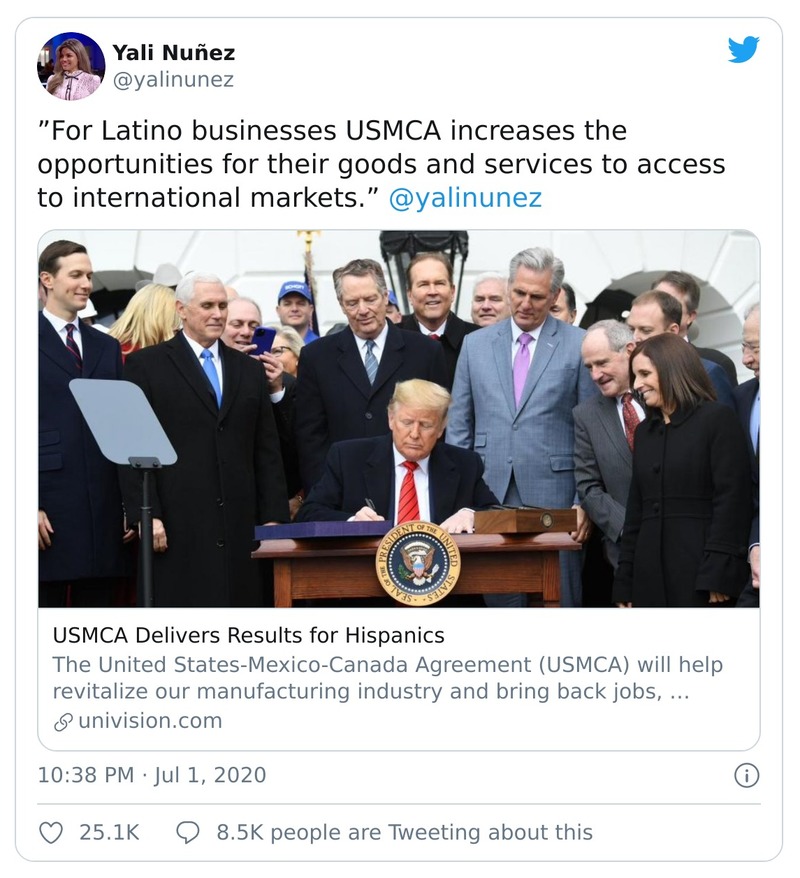 Yali Nuñez
@yalinunez
”For Latino businesses USMCA increases the
opportunities for their goods and services to access
to international markets.” @yalinunez
SEAL OF THE PRESIDENT OF THE UNITED STATES
USMCA Delivers Results for Hispanics
The United States-Mexico-Canada Agreement (USMCA) will help
revitalize our manufacturing industry and bring back jobs, ...
univision.com
10:38 PM · Jul 1, 2020
25.1K 8.5K people are Tweeting about this